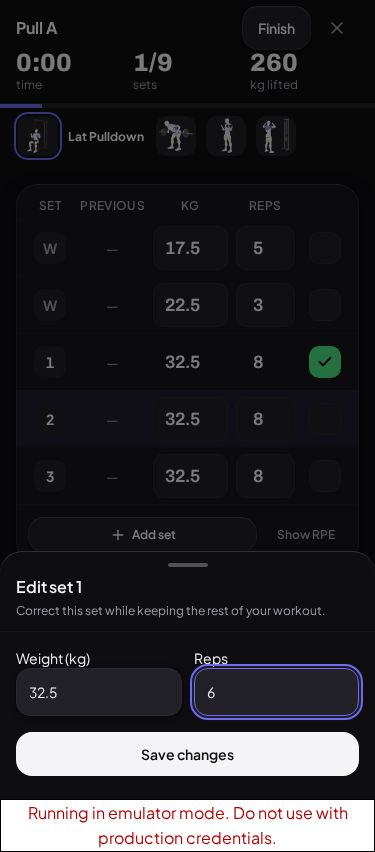 Pull A
Finish
0:00 1/9 260
time sets kg lifted
Lat Pulldown
SET PREVIOUS KG REPS
W — 17.5 5
W — 22.5 3
1 — 32.5 8
2 — 32.5 8
3 — 32.5 8
+ Add set Show RPE
Edit set 1
Correct this set while keeping the rest of your workout.
Weight (kg) Reps
32.5 6
Save changes
Running in emulator mode. Do not use with
production credentials.